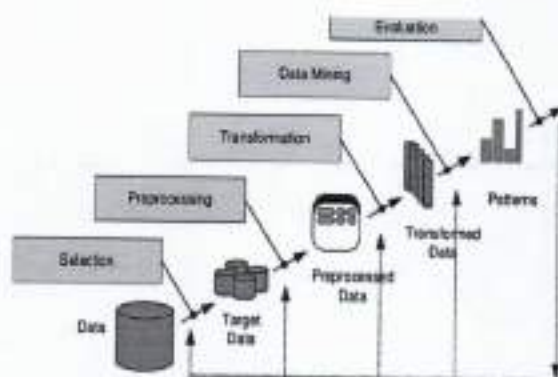 Evaluation
Data Mining
Transformation
Preprocessing
Selection
Data
Target
Data
Preprocessed
Data
Transformed
Data
Patterns